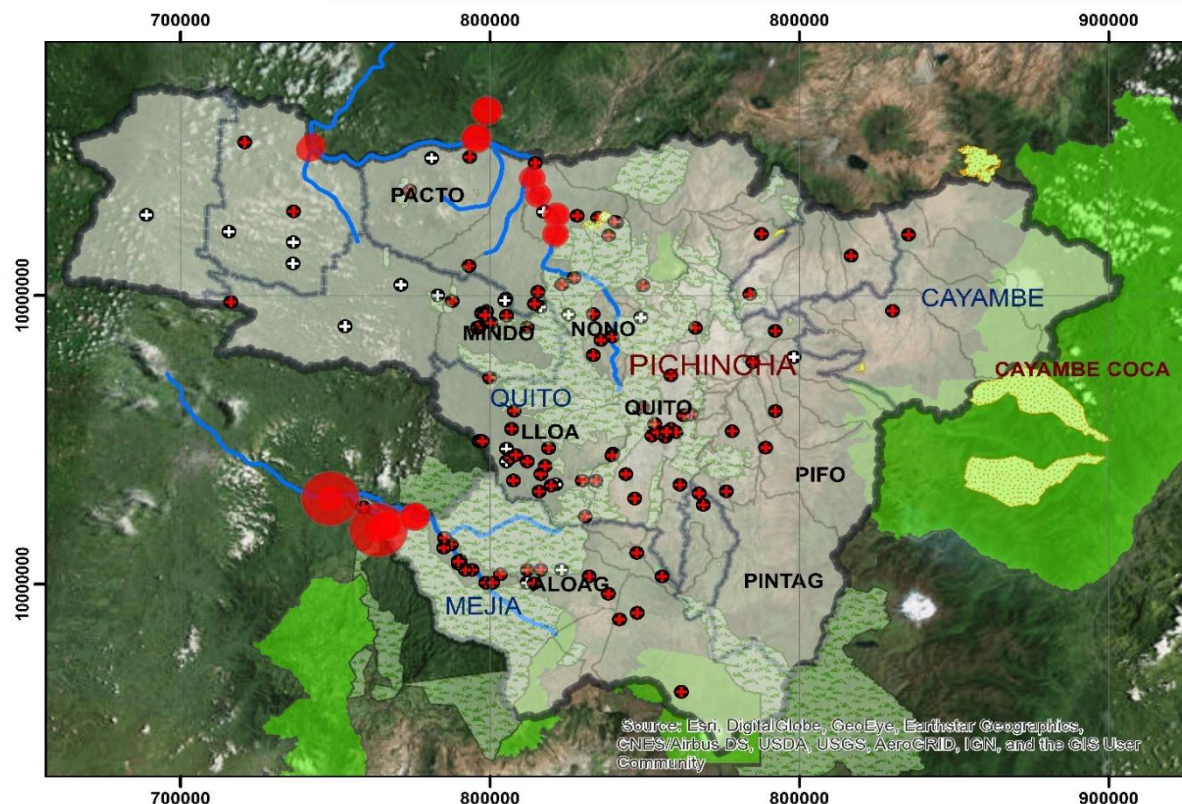 700000 800000 800000 900000
PACTO
10000000
CAYAMBE
MINDO NONO
PICHINCHA
CAYAMBE COCA
QUITO
QUITO
LLOA
PIFO
10000000
ALOAG
PINTAG
MEJIA
Source: Esri, DigitalGlobe, GeoEye, Earthstar Geographics,
CNES/Airbus DS, USDA, USGS, AeroGRID, IGN, and the GIS User
Community
10000000
10000000
700000 800000 800000 900000